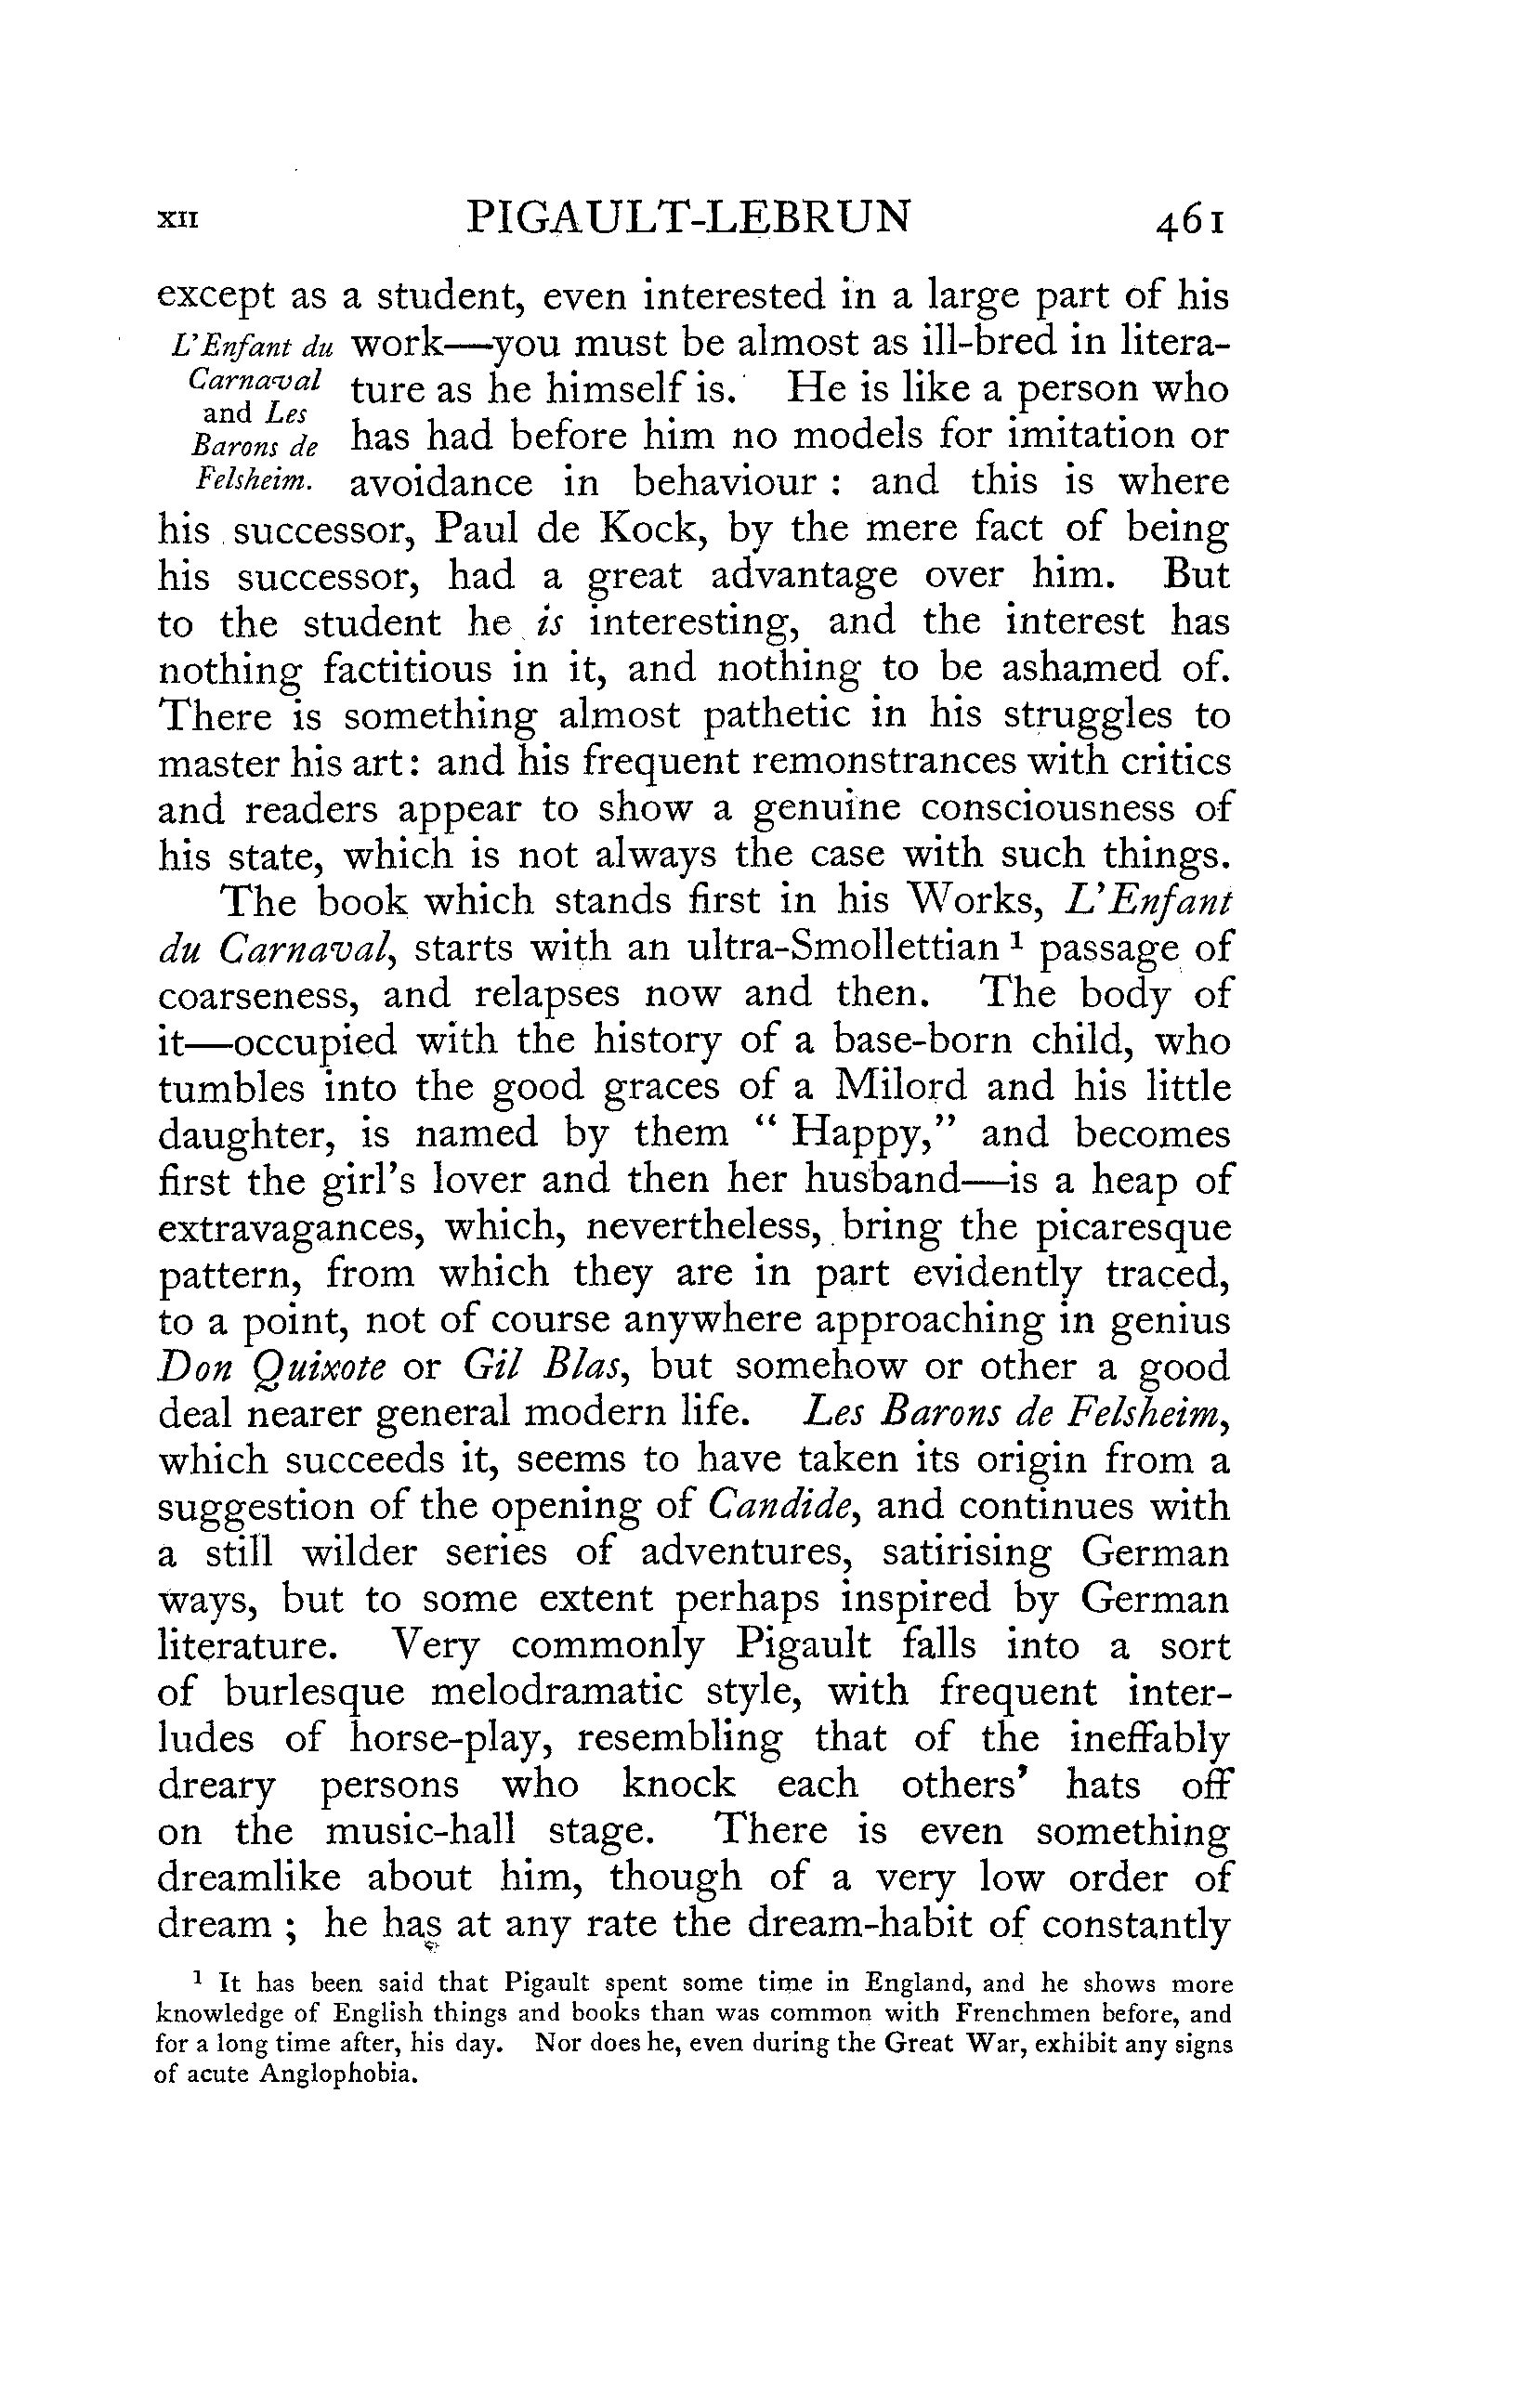 XII PIGAULT-LEBRUN 461
except as a student, even interested in a large part of his
L'Enfant du
Carnaval
and Les
Barons de
Felsheim.
work—you must be almost as ill-bred in litera-
ture as he himself is. He is like a person who
has had before him no models for imitation or
avoidance in behaviour : and this is where
his successor, Paul de Kock, by the mere fact of being
his successor, had a great advantage over him. But
to the student he is interesting, and the interest has
nothing factitious in it, and nothing to be ashamed of.
There is something almost pathetic in his struggles to
master his art: and his frequent remonstrances with critics
and readers appear to show a genuine consciousness of
his state, which is not always the case with such things.
The book which stands first in his Works, L'Enfant
du Carnaval, starts with an ultra-Smollettian ¹ passage of
coarseness, and relapses now and then. The body of
it—occupied with the history of a base-born child, who
tumbles into the good graces of a Milord and his little
daughter, is named by them “ Happy,” and becomes
first the girl's lover and then her husband—is a heap of
extravagances, which, nevertheless, bring the picaresque
pattern, from which they are in part evidently traced,
to a point, not of course anywhere approaching in genius
Don Quixote or Gil Blas, but somehow or other a good
deal nearer general modern life. Les Barons de Felsheim,
which succeeds it, seems to have taken its origin from a
suggestion of the opening of Candide, and continues with
a still wilder series of adventures, satirising German
ways, but to some extent perhaps inspired by German
literature. Very commonly Pigault falls into a sort
of burlesque melodramatic style, with frequent inter-
ludes of horse-play, resembling that of the ineffably
dreary persons who knock each others' hats off
on the music-hall stage. There is even something
dreamlike about him, though of a very low order of
dream ; he has at any rate the dream-habit of constantly
¹ It has been said that Pigault spent some time in England, and he shows more
knowledge of English things and books than was common with Frenchmen before, and
for a long time after, his day. Nor does he, even during the Great War, exhibit any signs
of acute Anglophobia.